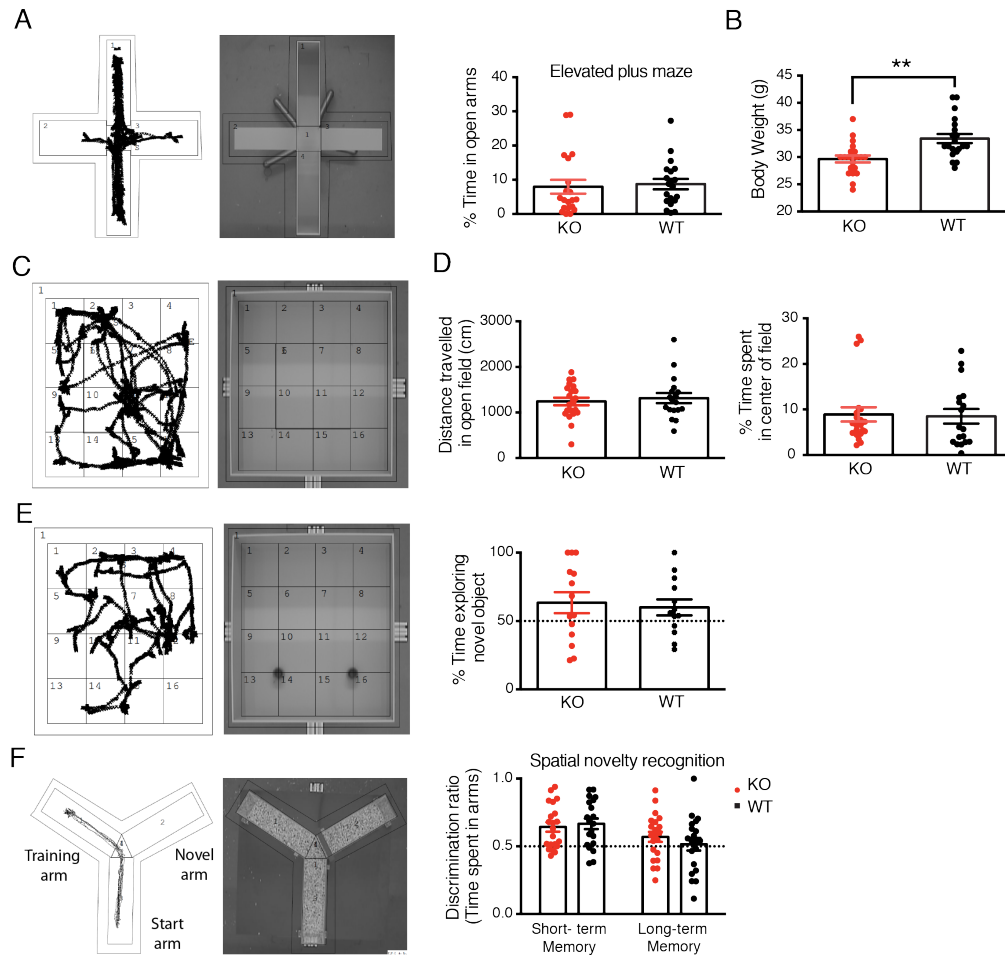 A
B
1
2
3
5
1
2
3
1
4
Elevated plus maze
% Time in open arms
40
30
20
10
0
KO
WT
Body Weight (g)
45
40
35
30
25
20
**
KO
WT
C
D
1
1 2 3 4
5 6 7 8
9 10 12
13 14 15
1
1 2 3 4
5 6 7 8
9 10 11 12
13 14 15 16
Distance travelled
in open field (cm)
3000
2000
1000
0
KO
WT
% Time spent
in center of field
30
20
10
0
KO
WT
E
1
1 2 3 4
5 7 8
9 11 12
13 14 16
1
1 2 3 4
5 6 7 8
9 10 11 12
13 14 15 16
% Time exploring
novel object
100
50
0
KO
WT
F
2
Training
arm
Novel
arm
Start
arm
Spatial novelty recognition
Discrimination ratio
(Time spent in arms)
1.0
0.5
0.0
KO
WT
Short- term
Memory
Long-term
Memory